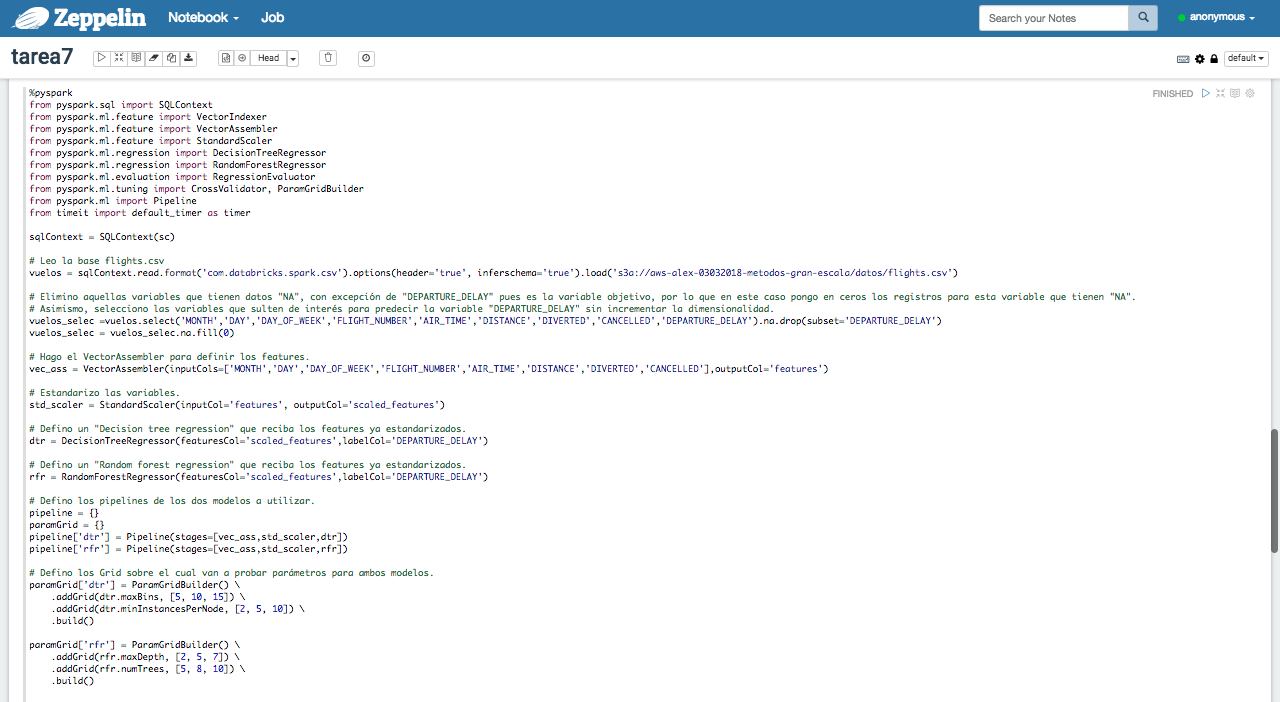 Zeppelin Notebook Job Search your Notes anonymous
tarea7 Head default
FINISHED
%pyspark
from pyspark.sql import SQLContext
from pyspark.ml.feature import VectorIndexer
from pyspark.ml.feature import VectorAssembler
from pyspark.ml.feature import StandardScaler
from pyspark.ml.regression import DecisionTreeRegressor
from pyspark.ml.regression import RandomForestRegressor
from pyspark.ml.evaluation import RegressionEvaluator
from pyspark.ml.tuning import CrossValidator, ParamGridBuilder
from pyspark.ml import Pipeline
from timeit import default_timer as timer
sqlContext = SQLContext(sc)
# Leo la base flights.csv
vuelos = sqlContext.read.format('com.databricks.spark.csv').options(header='true', inferschema='true').load('s3a://aws-alex-03032018-metodos-gran-escala/datos/flights.csv')
# Elimino aquellas variables que tienen datos "NA", con excepción de "DEPARTURE_DELAY" pues es la variable objetivo, por lo que en este caso pongo en ceros los registros para esta variable que tienen "NA".
# Asimismo, selecciono las variables que sulten de interés para predecir la variable "DEPARTURE_DELAY" sin incrementar la dimensionalidad.
vuelos_selec =vuelos.select('MONTH','DAY','DAY_OF_WEEK','FLIGHT_NUMBER','AIR_TIME','DISTANCE','DIVERTED','CANCELLED','DEPARTURE_DELAY').na.drop(subset='DEPARTURE_DELAY')
vuelos_selec = vuelos_selec.na.fill(0)
# Hago el VectorAssembler para definir los features.
vec_ass = VectorAssembler(inputCols=['MONTH','DAY','DAY_OF_WEEK','FLIGHT_NUMBER','AIR_TIME','DISTANCE','DIVERTED','CANCELLED'],outputCol='features')
# Estandarizo las variables.
std_scaler = StandardScaler(inputCol='features', outputCol='scaled_features')
# Defino un "Decision tree regression" que reciba los features ya estandarizados.
dtr = DecisionTreeRegressor(featuresCol='scaled_features',labelCol='DEPARTURE_DELAY')
# Defino un "Random forest regression" que reciba los features ya estandarizados.
rfr = RandomForestRegressor(featuresCol='scaled_features',labelCol='DEPARTURE_DELAY')
# Defino los pipelines de los dos modelos a utilizar.
pipeline = {}
paramGrid = {}
pipeline['dtr'] = Pipeline(stages=[vec_ass,std_scaler,dtr])
pipeline['rfr'] = Pipeline(stages=[vec_ass,std_scaler,rfr])
# Defino los Grid sobre el cual van a probar parámetros para ambos modelos.
paramGrid['dtr'] = ParamGridBuilder() \
    .addGrid(dtr.maxBins, [5, 10, 15]) \
    .addGrid(dtr.minInstancesPerNode, [2, 5, 10]) \
    .build()
paramGrid['rfr'] = ParamGridBuilder() \
    .addGrid(rfr.maxDepth, [2, 5, 7]) \
    .addGrid(rfr.numTrees, [5, 8, 10]) \
    .build()